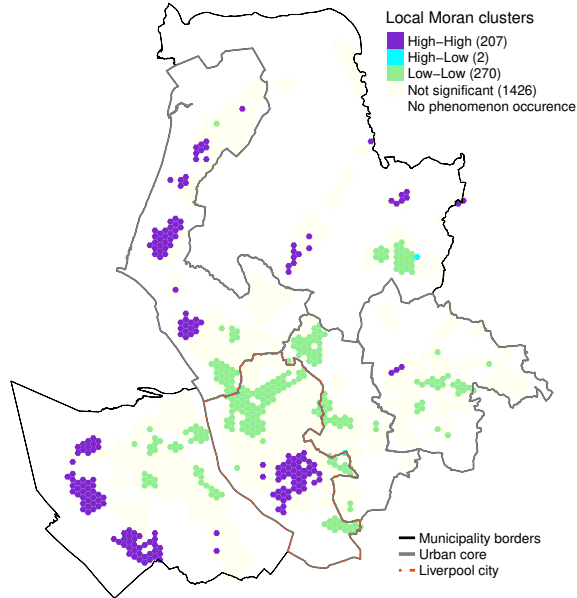 Local Moran clusters
High−High (207)
High−Low (2)
Low−Low (270)
Not significant (1426)
No phenomenon occurence
Municipality borders
Urban core
Liverpool city